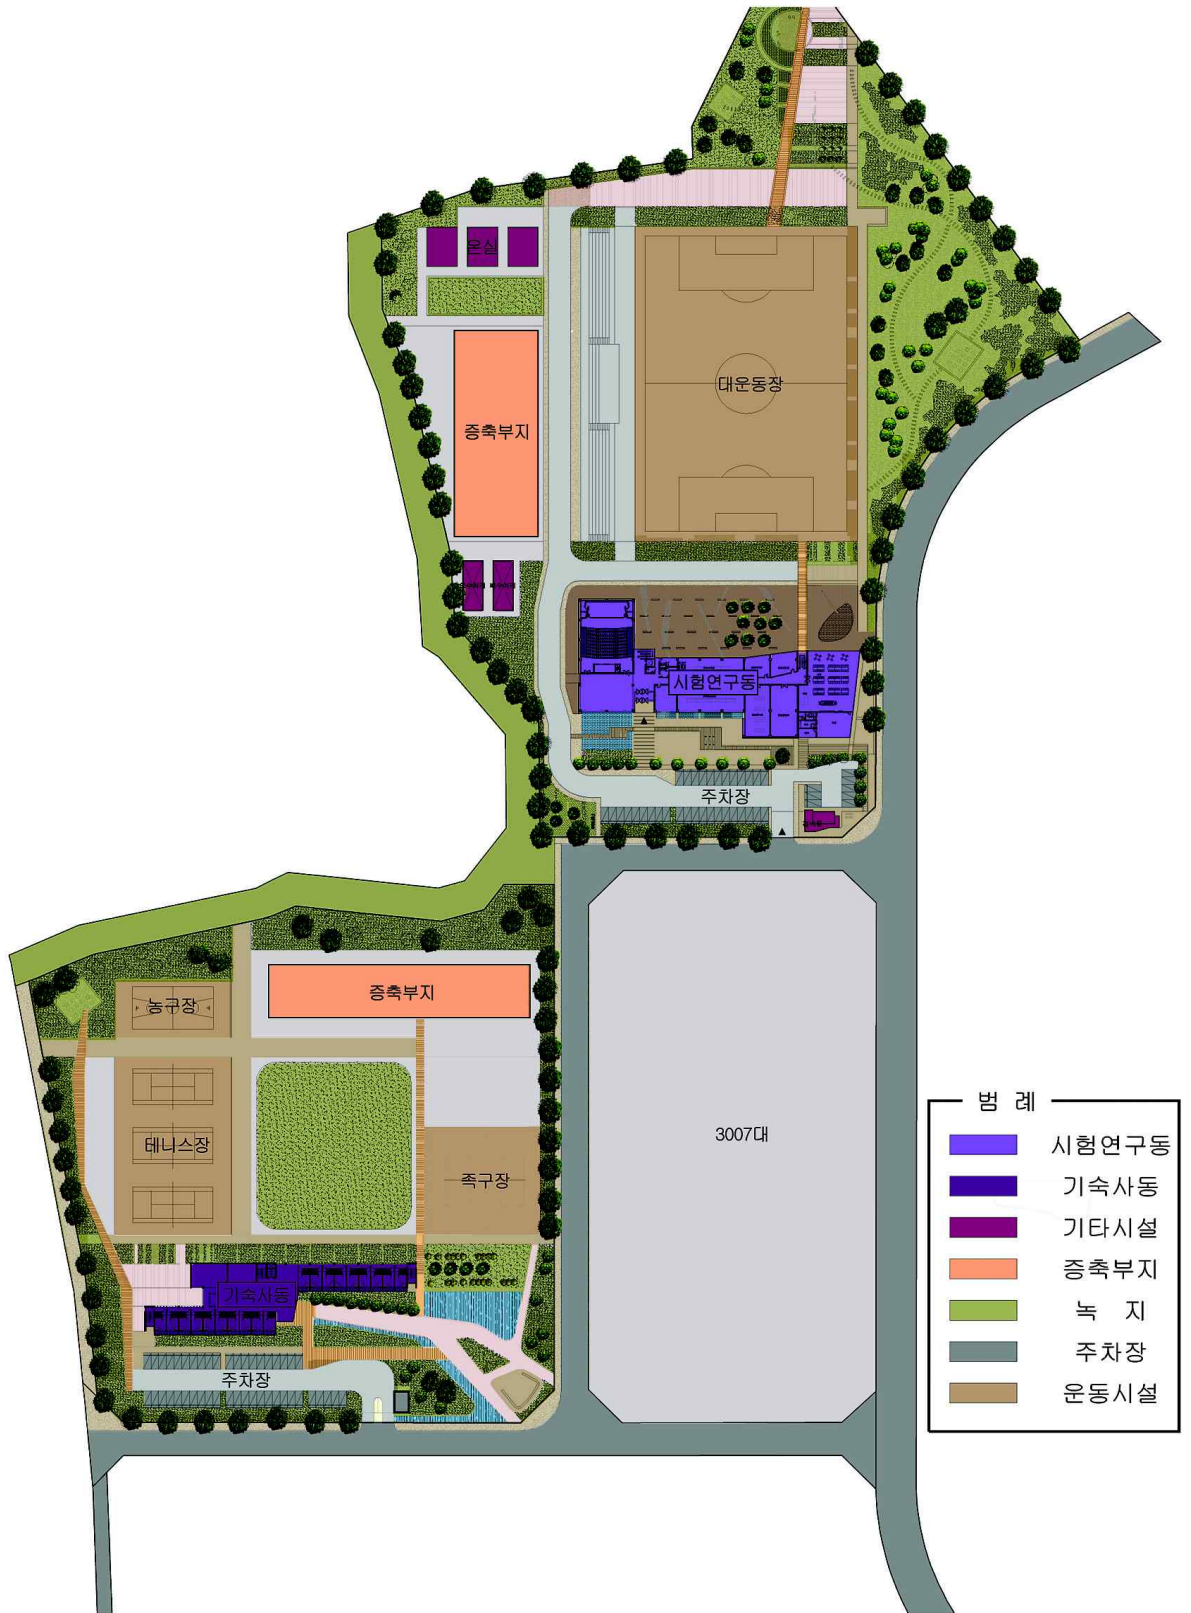 온실
대운동장
증축부지
시험연구동
주차장
증축부지
농구장
3007대
테니스장
족구장
기숙사동
주차장
범 례
시험연구동
기숙사동
기타시설
증축부지
녹 지
주차장
운동시설